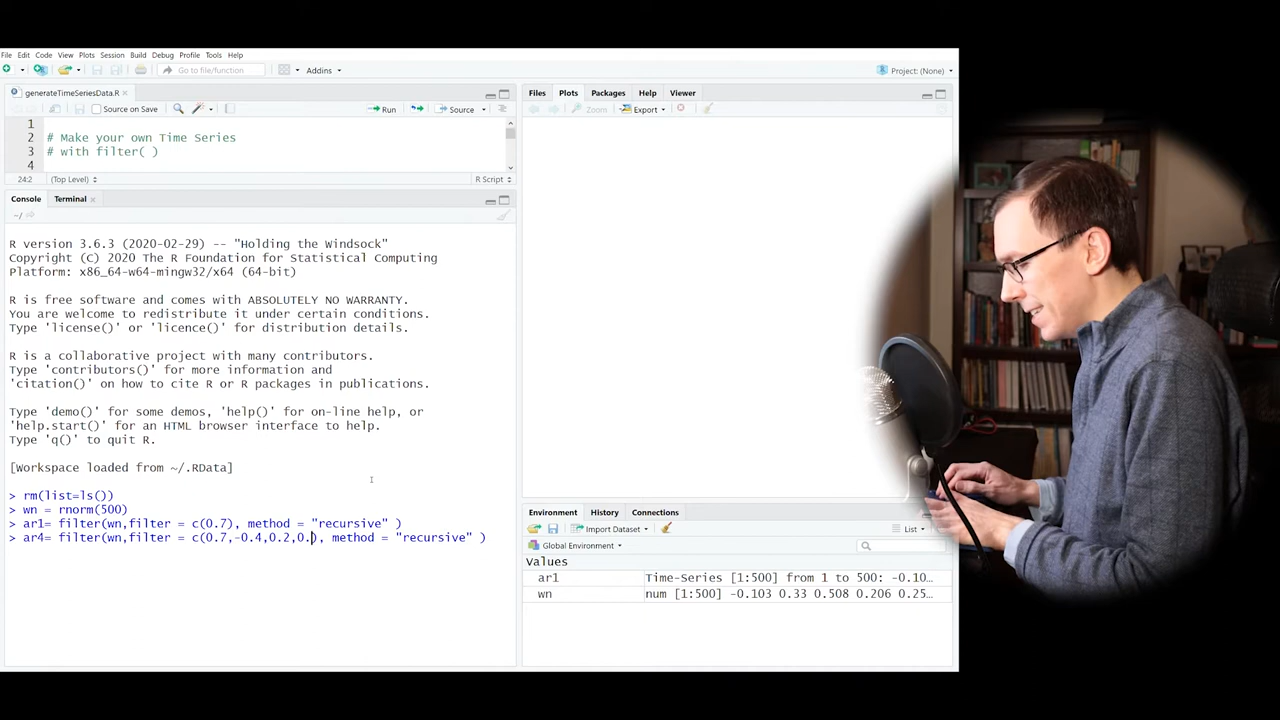 File Edit Code View Plots Session Build Debug Profile Tools Help
Go to file/function Addins Project: (None)
generateTimeSeriesData.R
Source on Save Run Source
1
2 # Make your own Time Series
3 # with filter( )
4
24:2 (Top Level) R Script
Console Terminal
~/
R version 3.6.3 (2020-02-29) -- "Holding the Windsock"
Copyright (C) 2020 The R Foundation for Statistical Computing
Platform: x86_64-w64-mingw32/x64 (64-bit)
R is free software and comes with ABSOLUTELY NO WARRANTY.
You are welcome to redistribute it under certain conditions.
Type 'license()' or 'licence()' for distribution details.
R is a collaborative project with many contributors.
Type 'contributors()' for more information and
'citation()' on how to cite R or R packages in publications.
Type 'demo()' for some demos, 'help()' for on-line help, or
'help.start()' for an HTML browser interface to help.
Type 'q()' to quit R.
[Workspace loaded from ~/.RData]
> rm(list=ls())
> wn = rnorm(500)
> ar1= filter(wn,filter = c(0.7), method = "recursive" )
> ar4= filter(wn,filter = c(0.7,-0.4,0.2,0.), method = "recursive" )
Files Plots Packages Help Viewer
Zoom Export
Environment History Connections
Import Dataset List
Global Environment
Values
ar1 Time-Series [1:500] from 1 to 500: -0.10…
wn num [1:500] -0.103 0.33 0.508 0.206 0.25…